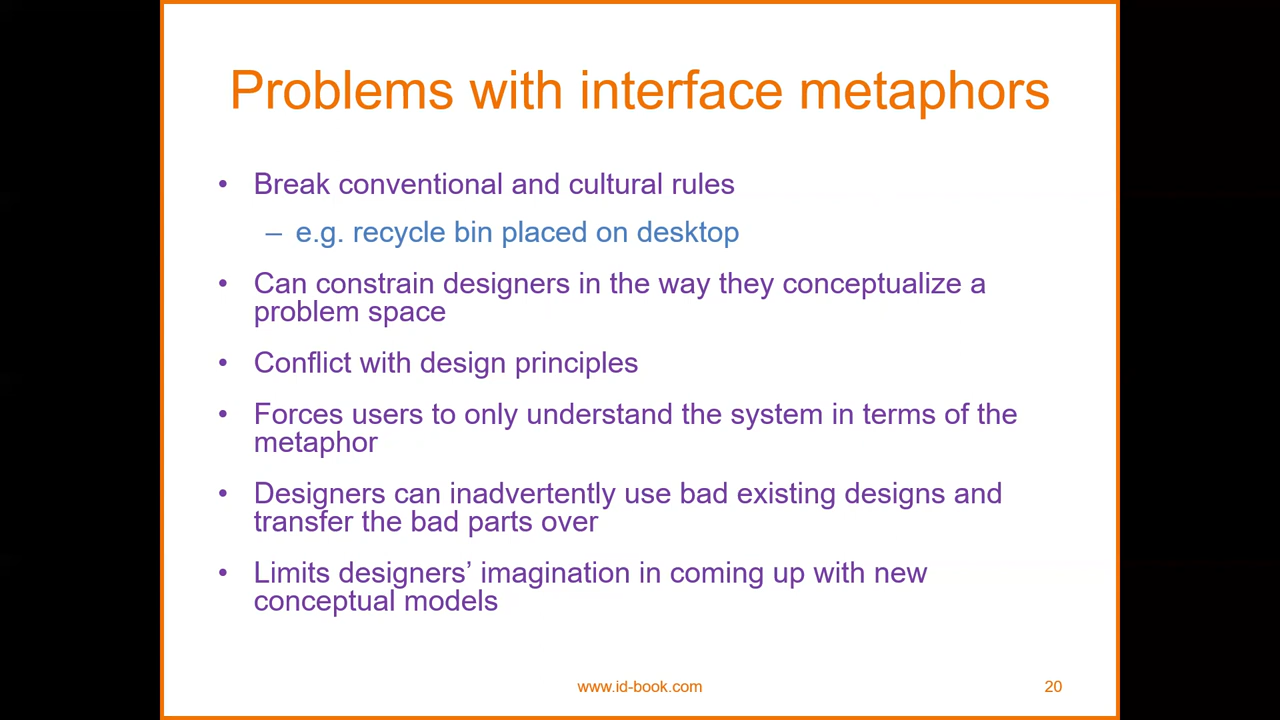 Problems with interface metaphors
• Break conventional and cultural rules
– e.g. recycle bin placed on desktop
• Can constrain designers in the way they conceptualize a
problem space
• Conflict with design principles
• Forces users to only understand the system in terms of the
metaphor
• Designers can inadvertently use bad existing designs and
transfer the bad parts over
• Limits designers’ imagination in coming up with new
conceptual models
www.id-book.com
20